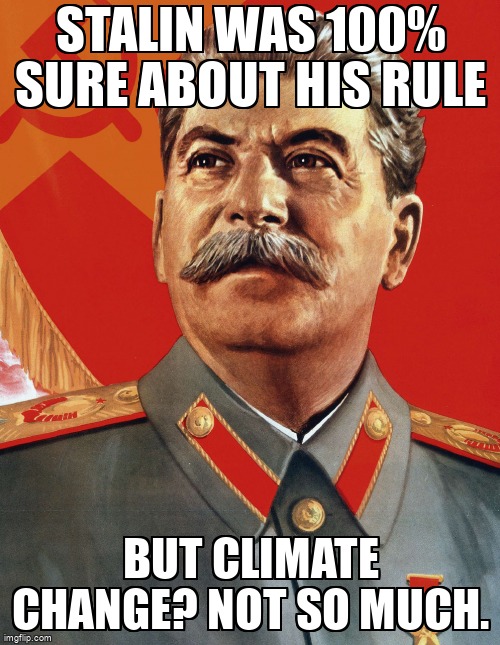 STALIN WAS 100%
SURE ABOUT HIS RULE
BUT CLIMATE
CHANGE? NOT SO MUCH.
imgflip.com